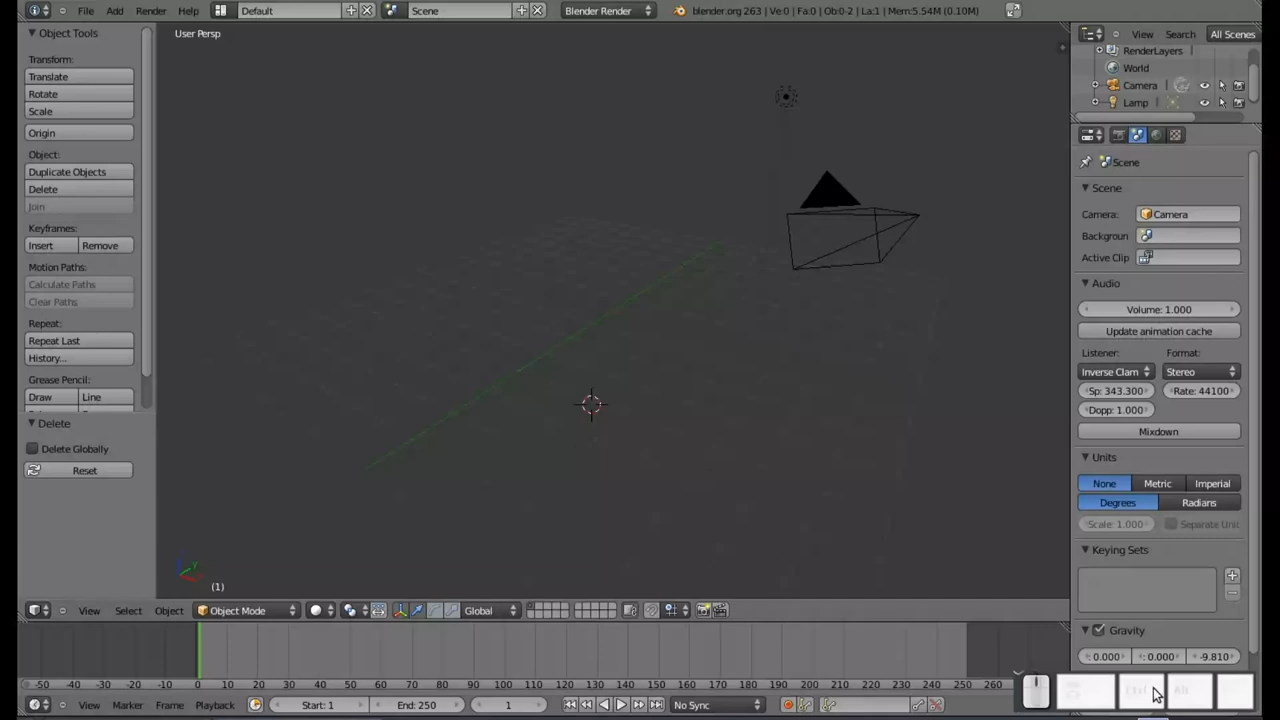 File Add Render Help Default Scene Blender Render blender.org 263 | Ve:0 | Fa:0 | Ob:0-2 | La:1 | Mem:5.54M (0.10M)
Object Tools
Transform:
Translate
Rotate
Scale
Origin
Object:
Duplicate Objects
Delete
Join
Keyframes:
Insert Remove
Motion Paths:
Calculate Paths
Clear Paths
Repeat:
Repeat Last
History...
Grease Pencil:
Draw Line
Delete
Delete Globally
Reset
User Persp
(1)
View Select Object Object Mode Global
-50 -40 -30 -20 -10 0 10 20 30 40 50 60 70 80 90 100 110 120 130 140 150 160 170 180 190 200 210 220 230 240 250 260
View Marker Frame Playback Start: 1 End: 250 1 No Sync
View Search All Scenes
RenderLayers
World
Camera
Lamp
Scene
Scene
Camera: Camera
Backgroun
Active Clip
Audio
Volume: 1.000
Update animation cache
Listener: Format:
Inverse Clam Stereo
Sp: 343.300 Rate: 44100
Dopp: 1.000
Mixdown
Units
None Metric Imperial
Degrees Radians
Scale: 1.000 Separate Unit
Keying Sets
Gravity
: 0.000 : 0.000 -9.810
Ctrl Alt